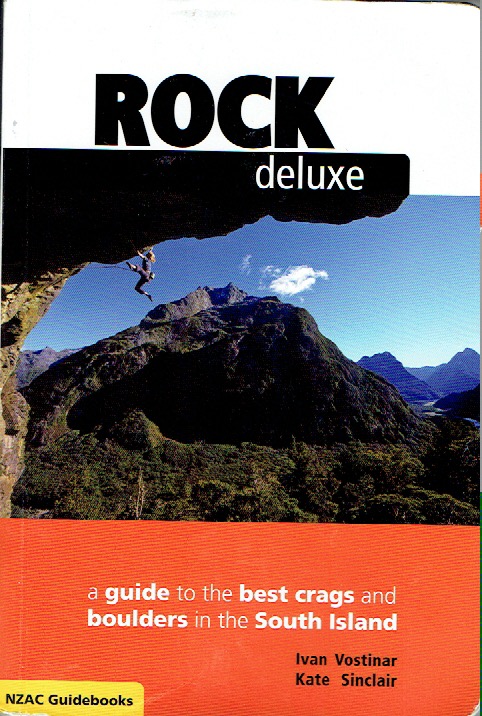 ROCK
deluxe
a guide to the best crags and
boulders in the South Island
Ivan Vostinar
Kate Sinclair
NZAC Guidebooks